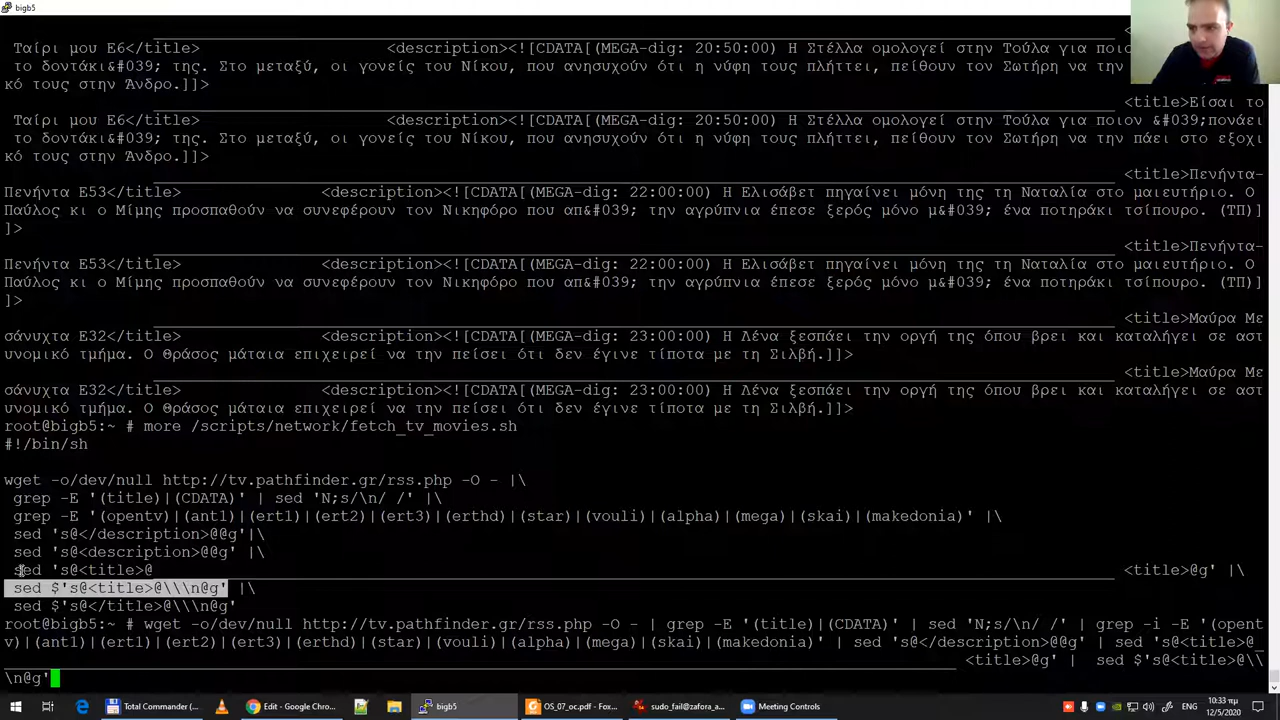 bigb5
Ταίρι μου Ε6</title> <description><![CDATA[(MEGA-dig: 20:50:00) Η Στέλλα ομολογεί στην Τούλα για ποιο
το δοντάκι&#039; της. Στο μεταξύ, οι γονείς του Νίκου, που ανησυχούν ότι η νύφη τους πλήττει, πείθουν τον Σωτήρη να την
κό τους στην Άνδρο.]]>
<title>Είσαι το
Ταίρι μου Ε6</title> <description><![CDATA[(MEGA-dig: 20:50:00) Η Στέλλα ομολογεί στην Τούλα για ποιον &#039;πονάει
το δοντάκι&#039; της. Στο μεταξύ, οι γονείς του Νίκου, που ανησυχούν ότι η νύφη τους πλήττει, πείθουν τον Σωτήρη να την πάει στο εξοχι
κό τους στην Άνδρο.]]>
<title>Πενήντα-
Πενήντα Ε53</title> <description><![CDATA[(MEGA-dig: 22:00:00) Η Ελισάβετ πηγαίνει μόνη της τη Ναταλία στο μαιευτήριο. Ο
Παύλος κι ο Μίμης προσπαθούν να συνεφέρουν τον Νικηφόρο που απ&#039; την αγρύπνια έπεσε ξερός μόνο μ&#039; ένα ποτηράκι τσίπουρο. (ΤΠ)]
]>
<title>Πενήντα-
Πενήντα Ε53</title> <description><![CDATA[(MEGA-dig: 22:00:00) Η Ελισάβετ πηγαίνει μόνη της τη Ναταλία στο μαιευτήριο. Ο
Παύλος κι ο Μίμης προσπαθούν να συνεφέρουν τον Νικηφόρο που απ&#039; την αγρύπνια έπεσε ξερός μόνο μ&#039; ένα ποτηράκι τσίπουρο. (ΤΠ)]
]>
<title>Μαύρα Με
σάνυχτα Ε32</title> <description><![CDATA[(MEGA-dig: 23:00:00) Η Λένα ξεσπάει την οργή της όπου βρει και καταλήγει σε αστ
υνομικό τμήμα. Ο Θράσος μάταια επιχειρεί να την πείσει ότι δεν έγινε τίποτα με τη Σιλβή.]]>
<title>Μαύρα Με
σάνυχτα Ε32</title> <description><![CDATA[(MEGA-dig: 23:00:00) Η Λένα ξεσπάει την οργή της όπου βρει και καταλήγει σε αστ
υνομικό τμήμα. Ο Θράσος μάταια επιχειρεί να την πείσει ότι δεν έγινε τίποτα με τη Σιλβή.]]>
root@bigb5:~ # more /scripts/network/fetch_tv_movies.sh
#!/bin/sh
wget -o/dev/null http://tv.pathfinder.gr/rss.php -O - |\
grep -E '(title)|(CDATA)' | sed 'N;s/\n/ /' |\
grep -E '(opentv)|(ant1)|(ert1)|(ert2)|(ert3)|(erthd)|(star)|(vouli)|(alpha)|(mega)|(skai)|(makedonia)' |\
sed 's@</description>@@g'|\
sed 's@<description>@@g' |\
sed 's@<title>@ <title>@g' |\
sed $'s@<title>@\\\n@g' |\
sed $'s@</title>@\\\n@g'
root@bigb5:~ # wget -o/dev/null http://tv.pathfinder.gr/rss.php -O - | grep -E '(title)|(CDATA)' | sed 'N;s/\n/ /' | grep -i -E '(opent
v)|(ant1)|(ert1)|(ert2)|(ert3)|(erthd)|(star)|(vouli)|(alpha)|(mega)|(skai)|(makedonia)' | sed 's@</description>@@g' | sed 's@<title>@_
<title>@g' | sed $'s@<title>@\\
\n@g'
Total Commander (...
Edit - Google Chro...
bigb5
OS_07_oc.pdf - Fox...
sudo_fail@zafora_a...
Meeting Controls
ΕΛ
10:33 πμ
12/5/2020